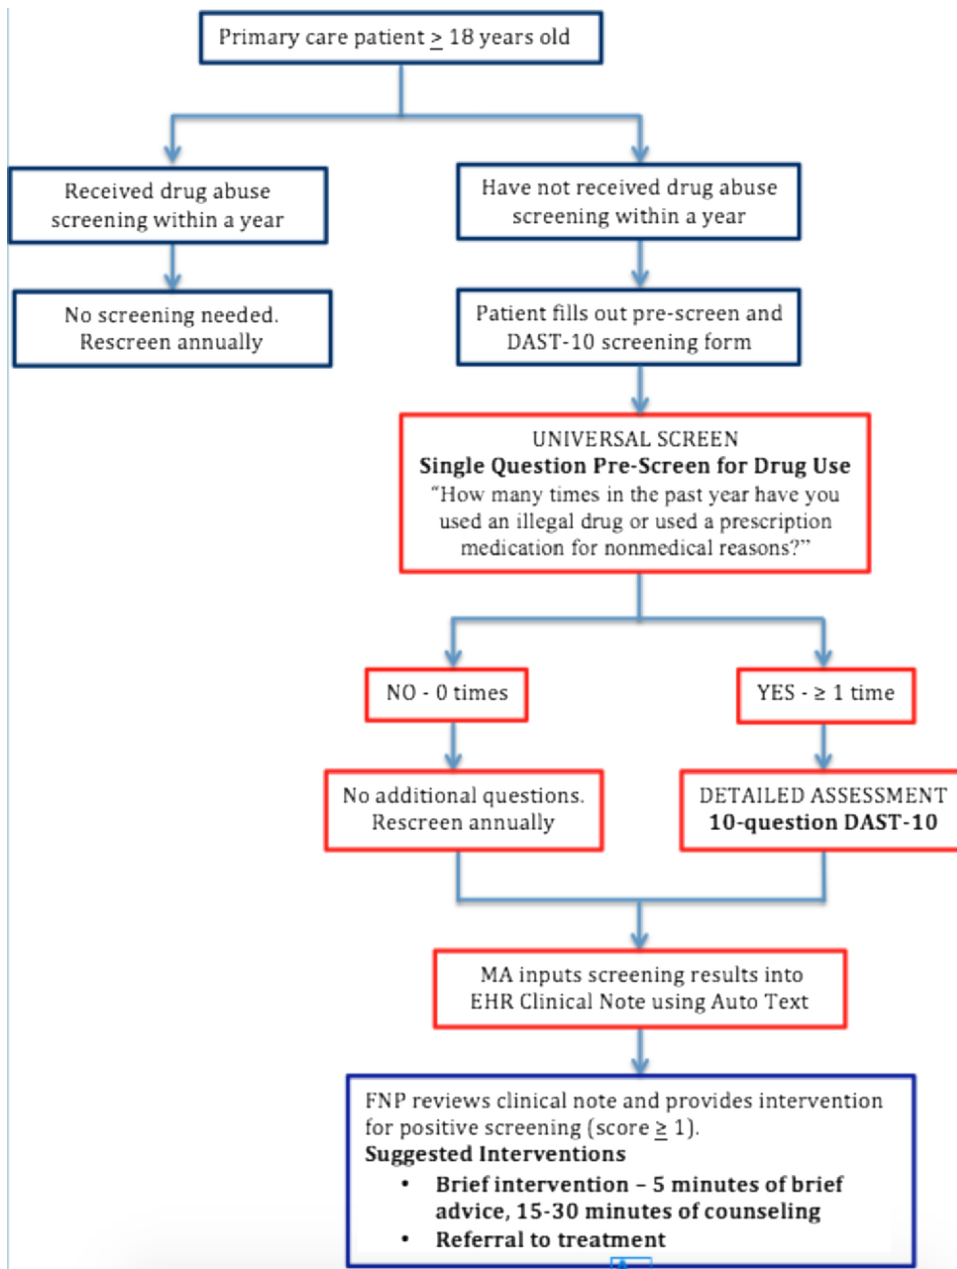 Primary care patient ≥ 18 years old
Received drug abuse
screening within a year
Have not received drug abuse
screening within a year
No screening needed.
Rescreen annually
Patient fills out pre-screen and
DAST-10 screening form
UNIVERSAL SCREEN
Single Question Pre-Screen for Drug Use
“How many times in the past year have you
used an illegal drug or used a prescription
medication for nonmedical reasons?”
NO - 0 times
YES - ≥ 1 time
No additional questions.
Rescreen annually
DETAILED ASSESSMENT
10-question DAST-10
MA inputs screening results into
EHR Clinical Note using Auto Text
FNP reviews clinical note and provides intervention
for positive screening (score ≥ 1).
Suggested Interventions
• Brief intervention – 5 minutes of brief
advice, 15-30 minutes of counseling
• Referral to treatment